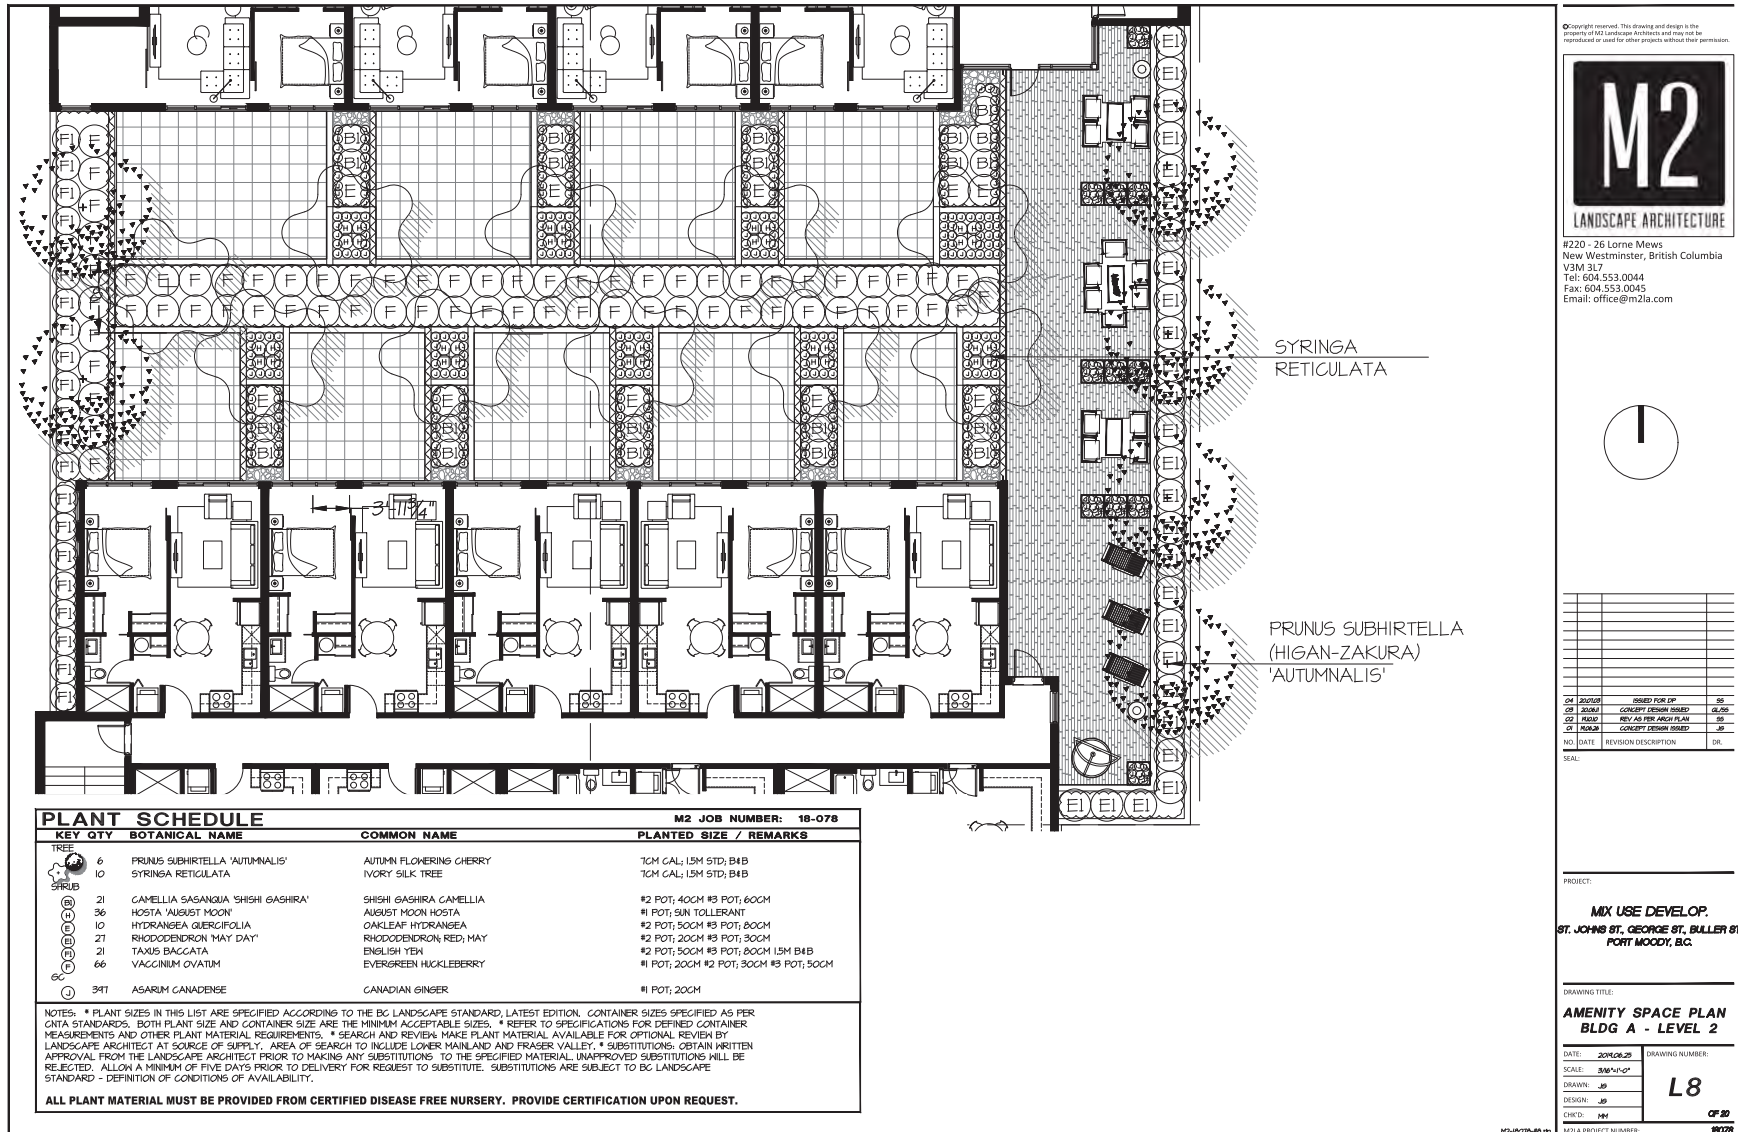 SYRINGA
RETICULATA
PRUNUS SUBHIRTELLA
(HIGAN-ZAKURA)
'AUTUMNALIS'
3'-11 3/4"
PLANT SCHEDULE M2 JOB NUMBER: 18-078
KEY QTY BOTANICAL NAME COMMON NAME PLANTED SIZE / REMARKS
TREE
6 PRUNUS SUBHIRTELLA 'AUTUMNALIS' AUTUMN FLOWERING CHERRY 7CM CAL; 1.5M STD; B&B
10 SYRINGA RETICULATA IVORY SILK TREE 7CM CAL; 1.5M STD; B&B
SHRUB
B1 21 CAMELLIA SASANQUA 'SHISHI GASHIRA' SHISHI GASHIRA CAMELLIA #2 POT; 40CM #3 POT; 60CM
H 36 HOSTA 'AUGUST MOON' AUGUST MOON HOSTA #1 POT; SUN TOLLERANT
E 10 HYDRANGEA QUERCIFOLIA OAKLEAF HYDRANGEA #2 POT; 50CM #3 POT; 80CM
E1 27 RHODODENDRON 'MAY DAY' RHODODENDRON; RED; MAY #2 POT; 20CM #3 POT; 30CM
F1 21 TAXUS BACCATA ENGLISH YEW #2 POT; 50CM #3 POT; 80CM 1.5M B&B
F 66 VACCINIUM OVATUM EVERGREEN HUCKLEBERRY #1 POT; 20CM #2 POT; 30CM #3 POT; 50CM
GC
J 397 ASARUM CANADENSE CANADIAN GINGER #1 POT; 20CM
NOTES: * PLANT SIZES IN THIS LIST ARE SPECIFIED ACCORDING TO THE BC LANDSCAPE STANDARD, LATEST EDITION. CONTAINER SIZES SPECIFIED AS PER
CNTA STANDARDS. BOTH PLANT SIZE AND CONTAINER SIZE ARE THE MINIMUM ACCEPTABLE SIZES. * REFER TO SPECIFICATIONS FOR DEFINED CONTAINER
MEASUREMENTS AND OTHER PLANT MATERIAL REQUIREMENTS. * SEARCH AND REVIEW: MAKE PLANT MATERIAL AVAILABLE FOR OPTIONAL REVIEW BY
LANDSCAPE ARCHITECT AT SOURCE OF SUPPLY. AREA OF SEARCH TO INCLUDE LOWER MAINLAND AND FRASER VALLEY. * SUBSTITUTIONS: OBTAIN WRITTEN
APPROVAL FROM THE LANDSCAPE ARCHITECT PRIOR TO MAKING ANY SUBSTITUTIONS TO THE SPECIFIED MATERIAL. UNAPPROVED SUBSTITUTIONS WILL BE
REJECTED. ALLOW A MINIMUM OF FIVE DAYS PRIOR TO DELIVERY FOR REQUEST TO SUBSTITUTE. SUBSTITUTIONS ARE SUBJECT TO BC LANDSCAPE
STANDARD - DEFINITION OF CONDITIONS OF AVAILABILITY.
ALL PLANT MATERIAL MUST BE PROVIDED FROM CERTIFIED DISEASE FREE NURSERY. PROVIDE CERTIFICATION UPON REQUEST.
©Copyright reserved. This drawing and design is the
property of M2 Landscape Architects and may not be
reproduced or used for other projects without their permission.
M2
LANDSCAPE ARCHITECTURE
#220 - 26 Lorne Mews
New Westminster, British Columbia
V3M 3L7
Tel: 604.553.0044
Fax: 604.553.0045
Email: office@m2la.com
04 20.07.03 ISSUED FOR DP SS
03 20.06.11 CONCEPT DESIGN ISSUED GL/SS
02 19.10.10 REV AS PER ARCH PLAN SS
01 19.06.26 CONCEPT DESIGN ISSUED JG
NO. DATE REVISION DESCRIPTION DR.
SEAL:
PROJECT:
MIX USE DEVELOP.
ST. JOHNS ST., GEORGE ST., BULLER ST
PORT MOODY, B.C.
DRAWING TITLE:
AMENITY SPACE PLAN
BLDG A - LEVEL 2
DATE: 2019.06.25 DRAWING NUMBER:
SCALE: 3/16"=1'-0"
DRAWN: JG
DESIGN: JG
CHK'D: MM
L8
OF 20
M2LA PROJECT NUMBER: 18078